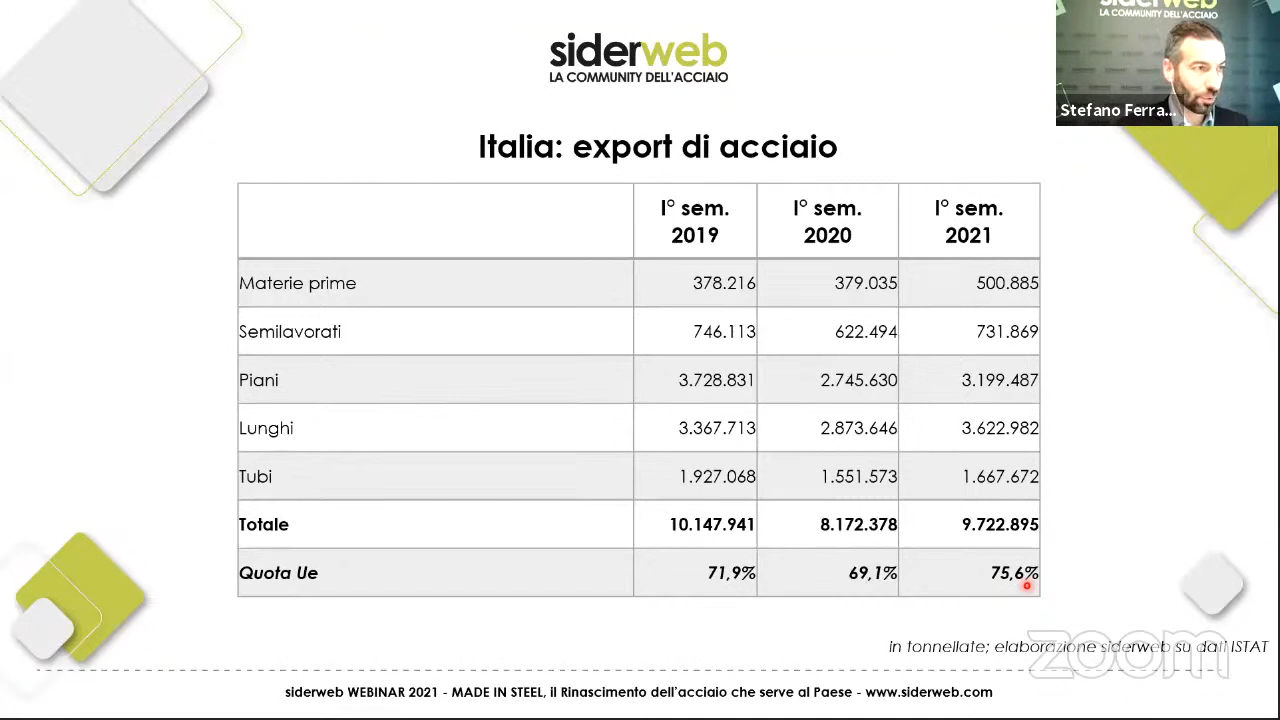 siderweb
LA COMMUNITY DELL'ACCIAIO
siderweb
LA COMMUNITY DELL'ACCIAIO
Stefano Ferra...
Italia: export di acciaio
I° sem. 2019 I° sem. 2020 I° sem. 2021
Materie prime 378.216 379.035 500.885
Semilavorati 746.113 622.494 731.869
Piani 3.728.831 2.745.630 3.199.487
Lunghi 3.367.713 2.873.646 3.622.982
Tubi 1.927.068 1.551.573 1.667.672
Totale 10.147.941 8.172.378 9.722.895
Quota Ue 71,9% 69,1% 75,6%
in tonnellate; elaborazione siderweb su dati ISTAT
zoom
siderweb WEBINAR 2021 - MADE IN STEEL, il Rinascimento dell'acciaio che serve al Paese - www.siderweb.com